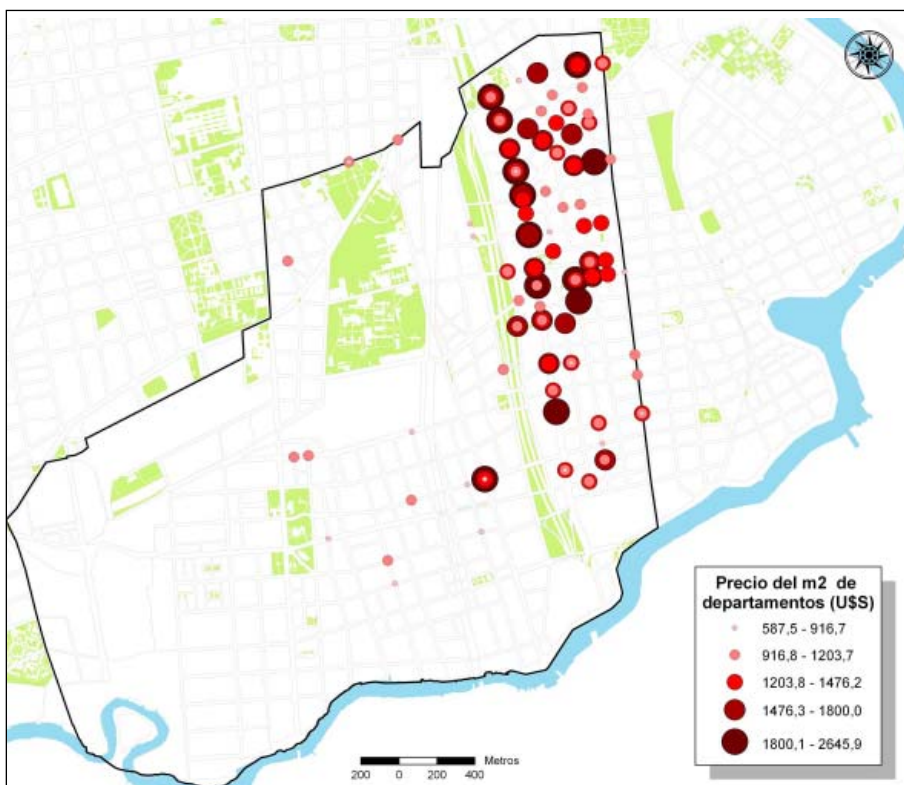 Precio del m2 de
departamentos (U$S)
587,5 - 916,7
916,8 - 1203,7
1203,8 - 1476,2
1476,3 - 1800,0
1800,1 - 2645,9
Metros
200 0 200 400